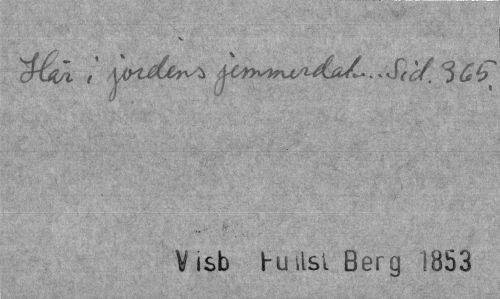 Här i jordens jemmerdal... Sid. 365.
Visb Fullst Berg 1853